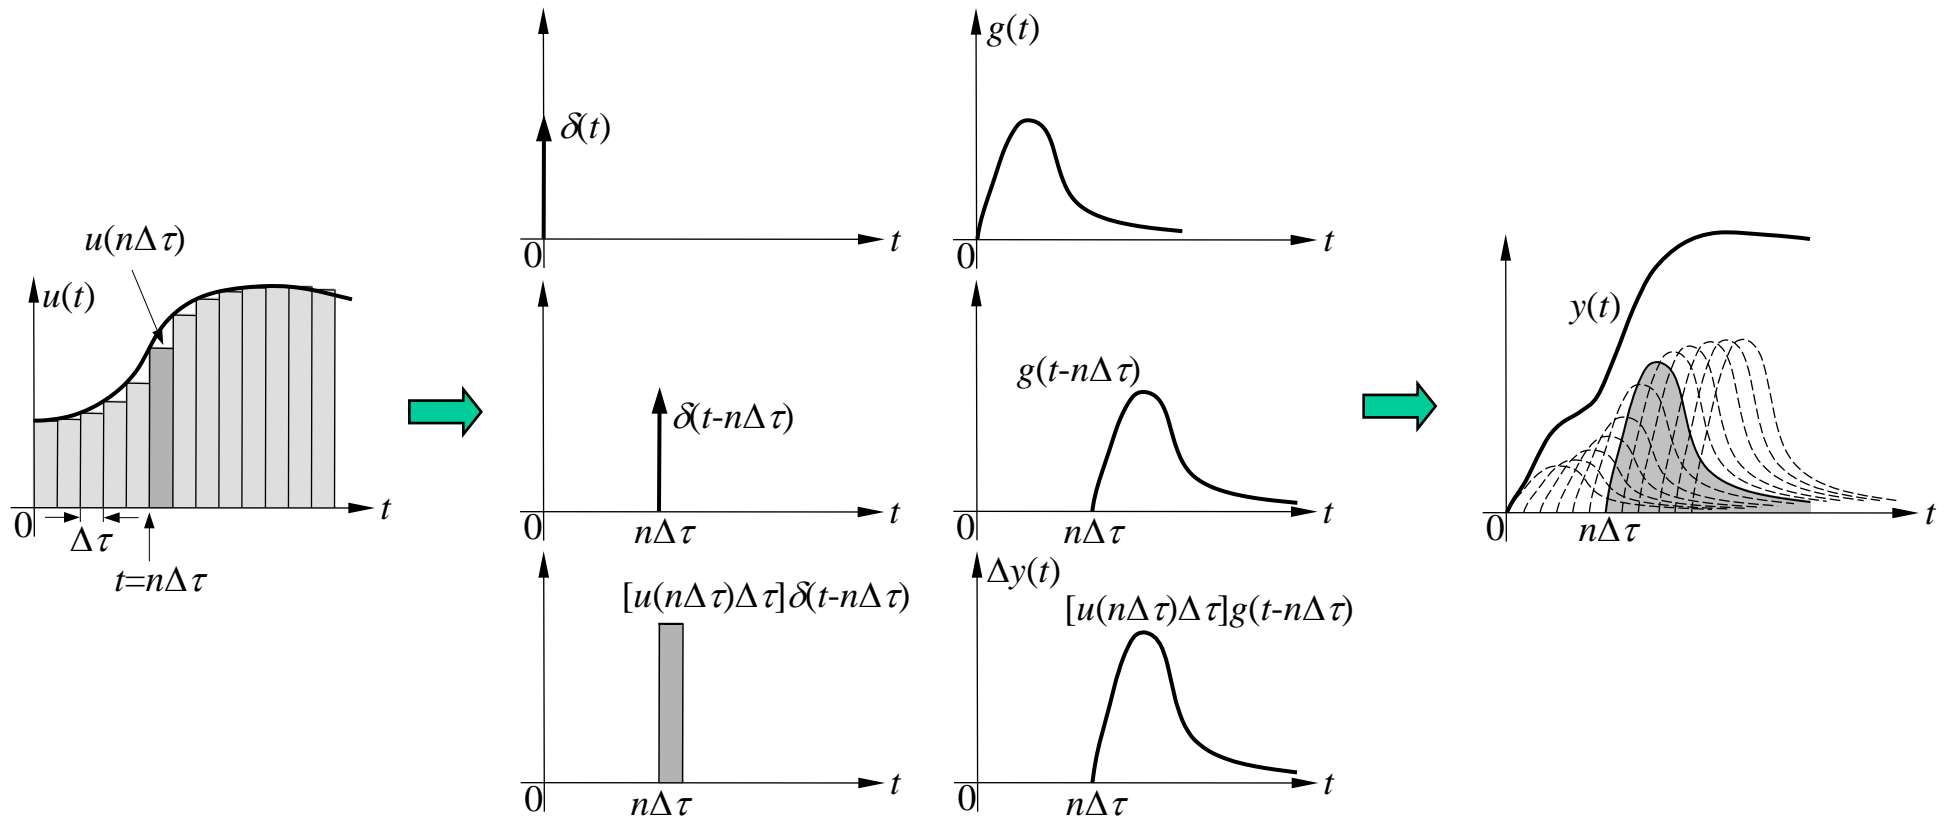 u(nΔτ)
u(t)
t
0
Δτ
t=nΔτ
δ(t)
t
0
g(t)
t
0
δ(t-nΔτ)
t
0
nΔτ
g(t-nΔτ)
t
0
nΔτ
[u(nΔτ)Δτ]δ(t-nΔτ)
t
0
nΔτ
Δy(t)
[u(nΔτ)Δτ]g(t-nΔτ)
t
0
nΔτ
y(t)
t
0
nΔτ